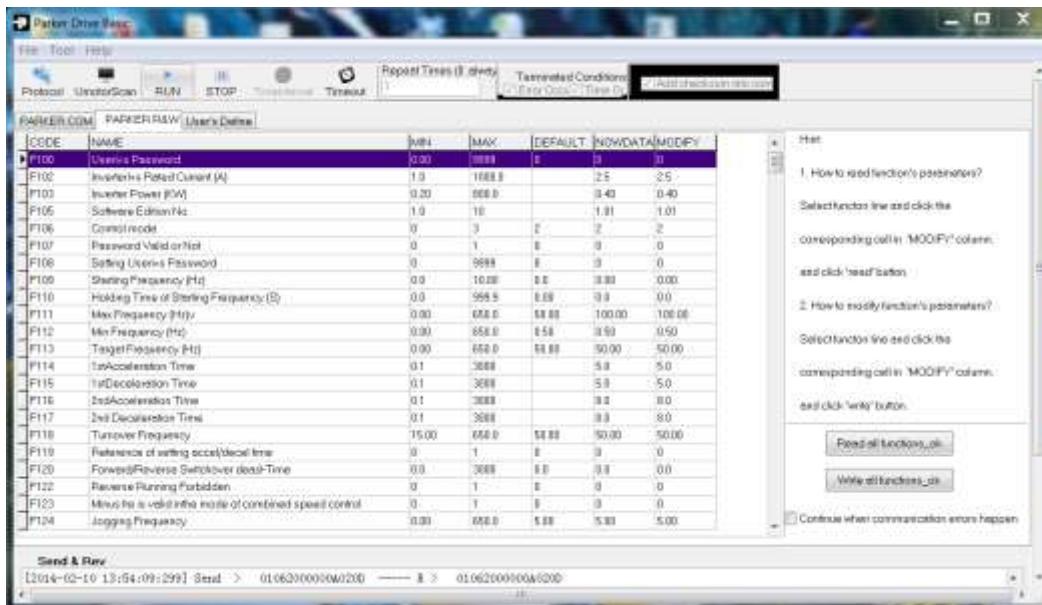 Parker Drive Basic
File Tool Help
Protocol UnitorScan RUN STOP Timeout
Repeat Times
Terminated Conditions
PARKER COM PARKER R&W User's Define
CODE NAME MIN MAX DEFAULT NOWDATA MODIFY
F100 User's Password 0.00 9999 0 0 0
F102 Inverter's Rated Current (A) 1.0 2.5 2.5
F103 Inverter Power (KW) 0.20 800.0 0.40 0.40
F105 Software Edition No. 1.0 10 1.01 1.01
F106 Control mode 0 3 2 2 2
F107 Password Valid or Not 0 1 0 0 0
F108 Setting User's Password 0 9999 8 0 0
F109 Starting Frequency (Hz) 0.0 10.00 0.0 0.00 0.00
F110 Holding Time of Starting Frequency (S) 0.0 999.9 0.00 0.0 0.0
F111 Max Frequency (Hz)v 0.00 650.0 50.00 100.00 100.00
F112 Min Frequency (Hz) 0.00 650.0 0.50 0.50 0.50
F113 Target Frequency (Hz) 0.00 650.0 50.00 50.00 50.00
F114 1stAcceleration Time 0.1 3000 5.0 5.0
F115 1stDeceleration Time 0.1 3000 5.0 5.0
F116 2ndAcceleration Time 0.1 3000 8.0 8.0
F117 2nd Deceleration Time 0.1 3000 8.0 8.0
F118 Turnover Frequency 15.00 650.0 50.00 50.00 50.00
F119 Reference of setting accel/decel time 0 1 0 0 0
F120 Forward/Reverse Switchover dead-Time 0.0 3000 0.0 0.0 0.0
F122 Reverse Running Forbidden 0 1 0 0 0
F123 Minus hz is valid inthe mode of combined speed control 0 1 0 0 0
F124 Jogging Frequency 0.00 650.0 5.00 5.00 5.00
Hint:
1. How to read function's parameters?
Select functon line and click the
corresponding cell in "MODIFY" column.
and click "read" button.
2. How to modify function's parameters?
Select functon line and click the
corresponding cell in "MODIFY" column.
and click "write" button.
Read all functions_ok
Write all functions_ok
Continue when communication errors happen
Send & Rev
[2014-02-10 13:54:09:299] Send >